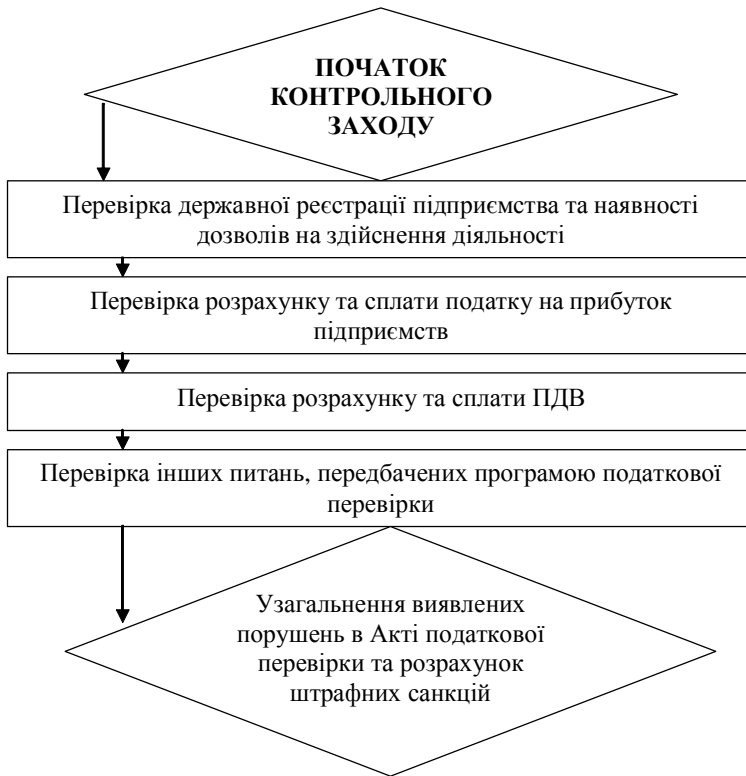 ПОЧАТОК
КОНТРОЛЬНОГО
ЗАХОДУ
Перевірка державної реєстрації підприємства та наявності
дозволів на здійснення діяльності
Перевірка розрахунку та сплати податку на прибуток
підприємств
Перевірка розрахунку та сплати ПДВ
Перевірка інших питань, передбачених програмою податкової
перевірки
Узагальнення виявлених
порушень в Акті податкової
перевірки та розрахунок
штрафних санкцій